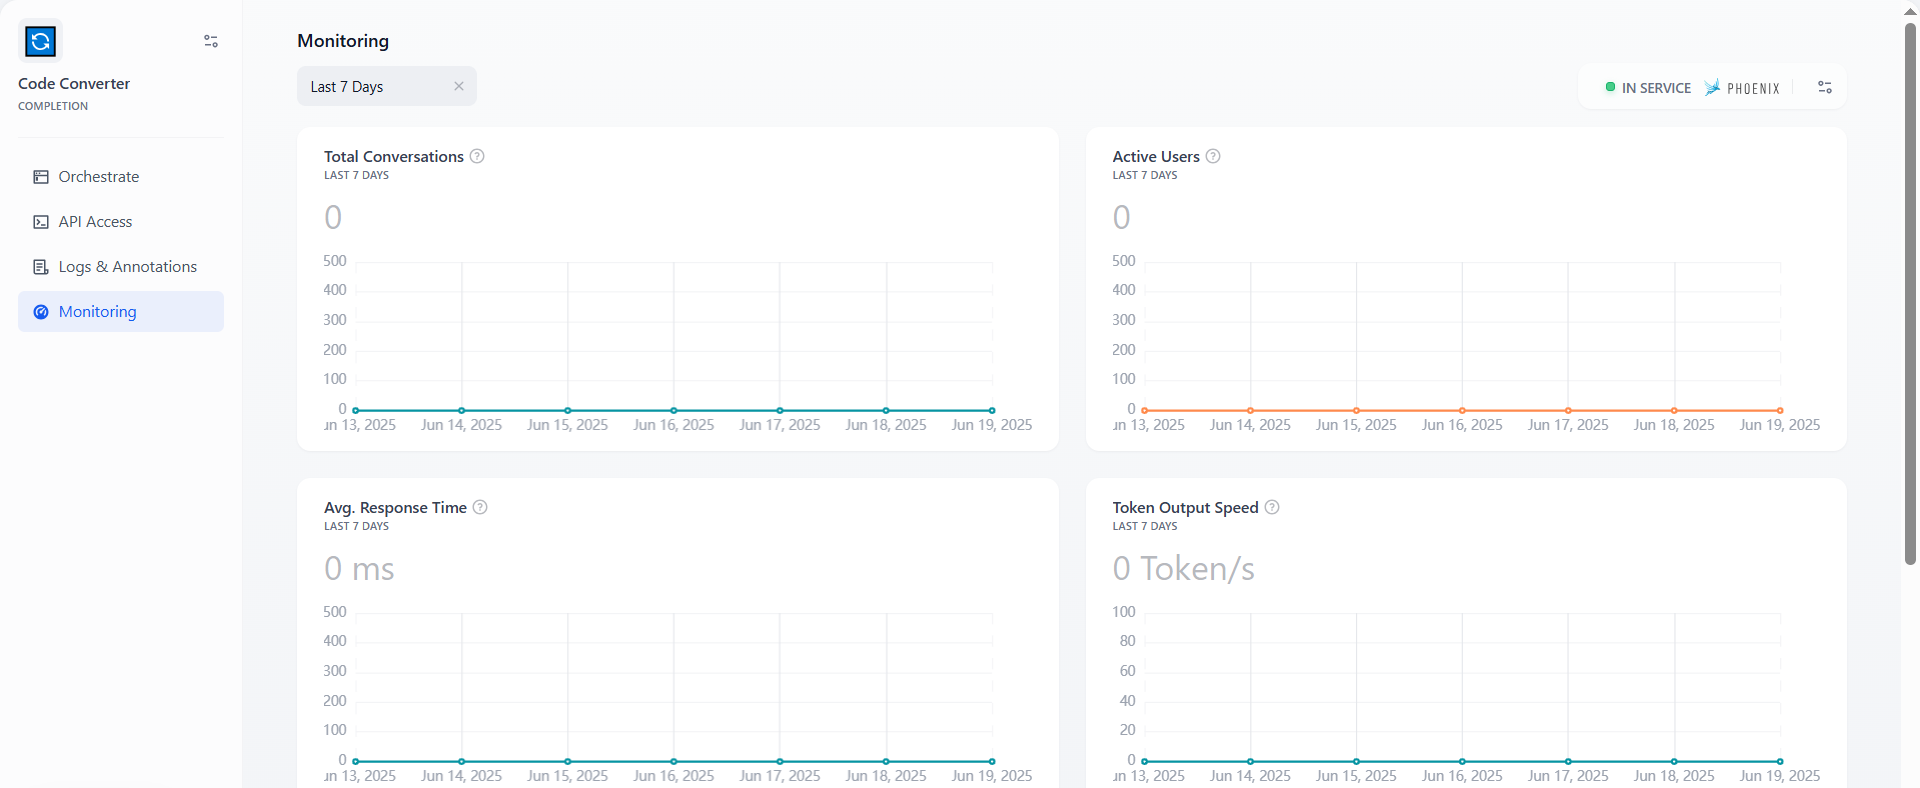 Code Converter
COMPLETION
Orchestrate
API Access
Logs & Annotations
Monitoring
Monitoring
Last 7 Days
IN SERVICE PHOENIX
Total Conversations
LAST 7 DAYS
0
500
400
300
200
100
0
un 13, 2025 Jun 14, 2025 Jun 15, 2025 Jun 16, 2025 Jun 17, 2025 Jun 18, 2025 Jun 19, 2025
Active Users
LAST 7 DAYS
0
500
400
300
200
100
0
un 13, 2025 Jun 14, 2025 Jun 15, 2025 Jun 16, 2025 Jun 17, 2025 Jun 18, 2025 Jun 19, 2025
Avg. Response Time
LAST 7 DAYS
0 ms
500
400
300
200
100
0
un 13, 2025 Jun 14, 2025 Jun 15, 2025 Jun 16, 2025 Jun 17, 2025 Jun 18, 2025 Jun 19, 2025
Token Output Speed
LAST 7 DAYS
0 Token/s
100
80
60
40
20
0
un 13, 2025 Jun 14, 2025 Jun 15, 2025 Jun 16, 2025 Jun 17, 2025 Jun 18, 2025 Jun 19, 2025